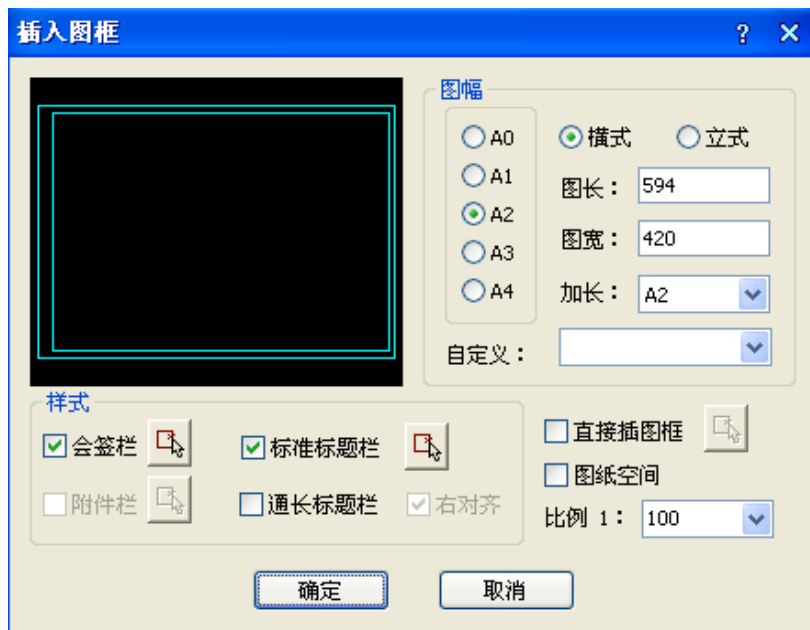 插入图框
图幅
A0 横式 立式
A1 图长： 594
A2
图宽： 420
A3
A4 加长： A2
自定义：
样式
会签栏 标准标题栏 直接插图框
图纸空间
附件栏 通长标题栏 右对齐
比例 1： 100
确定 取消